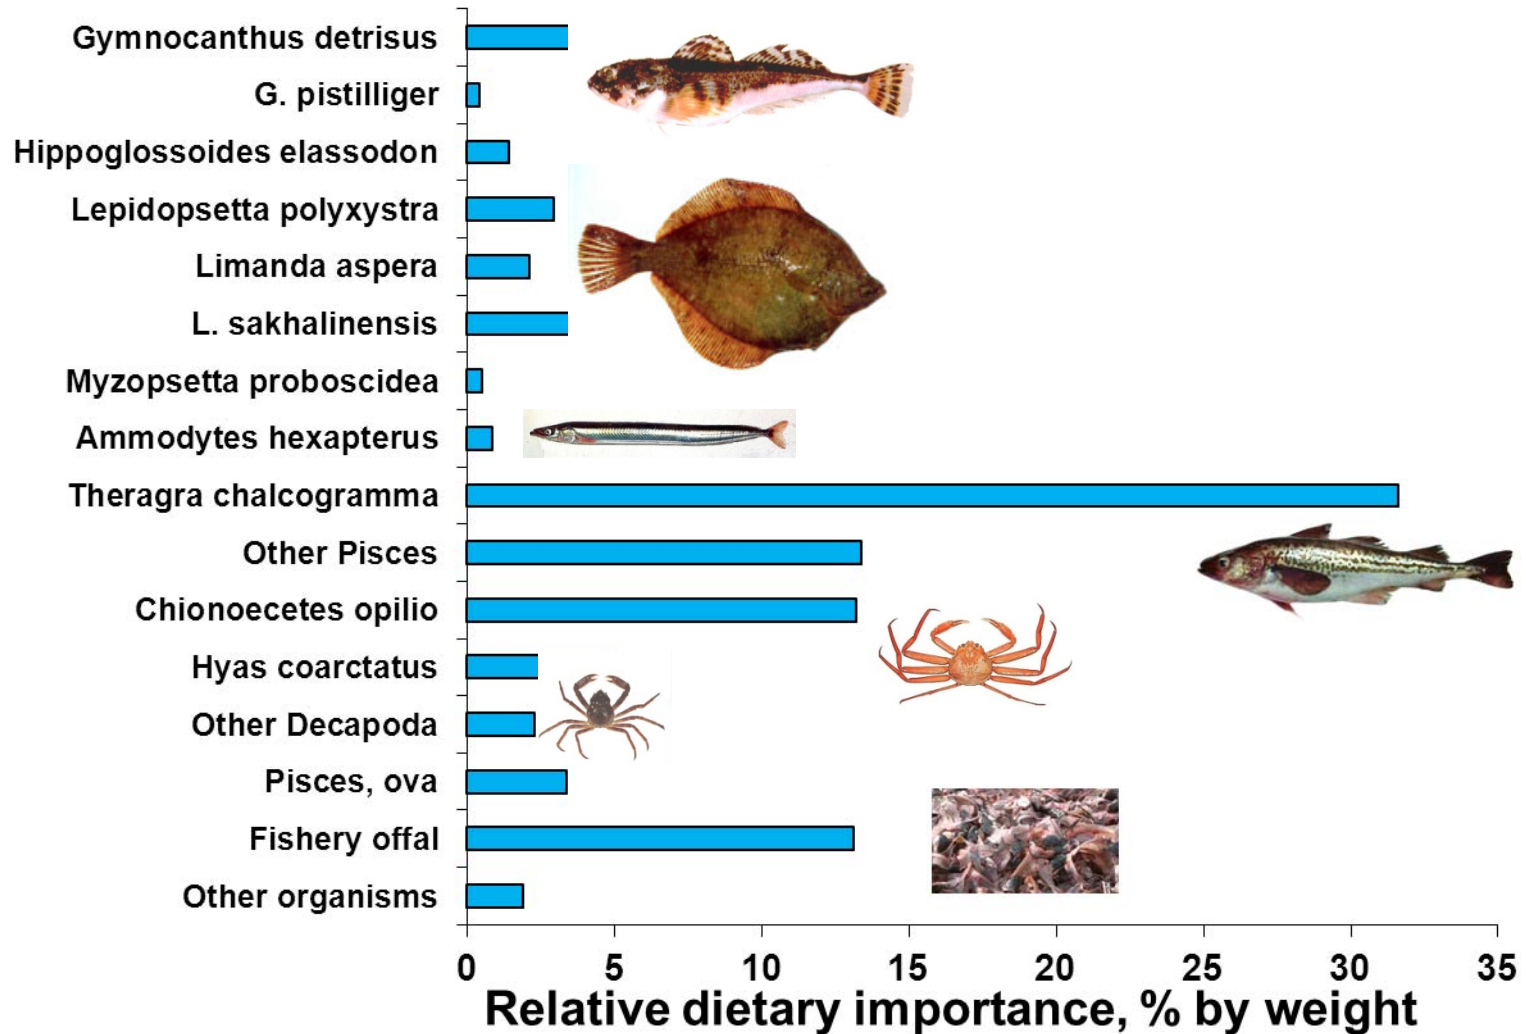 Gymnocanthus detrisus
G. pistilliger
Hippoglossoides elassodon
Lepidopsetta polyxystra
Limanda aspera
L. sakhalinensis
Myzopsetta proboscidea
Ammodytes hexapterus
Theragra chalcogramma
Other Pisces
Chionoecetes opilio
Hyas coarctatus
Other Decapoda
Pisces, ova
Fishery offal
Other organisms
0 5 10 15 20 25 30 35
Relative dietary importance, % by weight